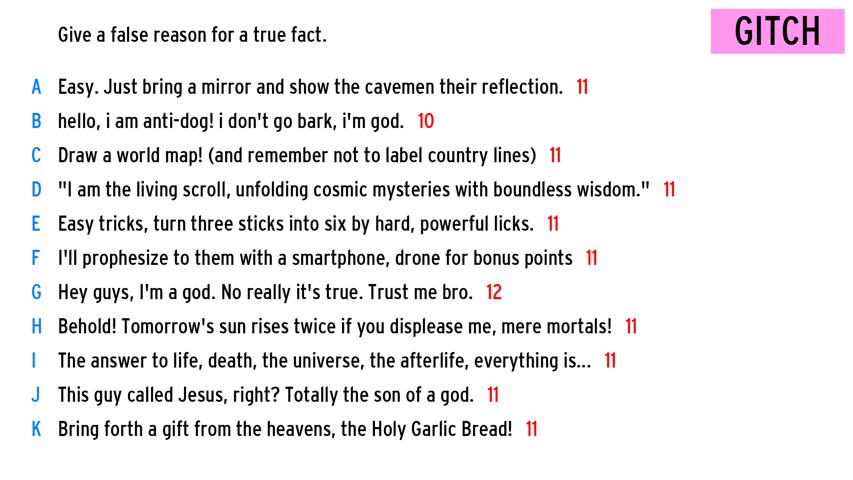 Give a false reason for a true fact.
GITCH
A Easy. Just bring a mirror and show the cavemen their reflection. 11
B hello, i am anti-dog! i don't go bark, i'm god. 10
C Draw a world map! (and remember not to label country lines) 11
D "I am the living scroll, unfolding cosmic mysteries with boundless wisdom." 11
E Easy tricks, turn three sticks into six by hard, powerful licks. 11
F I'll prophesize to them with a smartphone, drone for bonus points 11
G Hey guys, I'm a god. No really it's true. Trust me bro. 12
H Behold! Tomorrow's sun rises twice if you displease me, mere mortals! 11
I The answer to life, death, the universe, the afterlife, everything is... 11
J This guy called Jesus, right? Totally the son of a god. 11
K Bring forth a gift from the heavens, the Holy Garlic Bread! 11